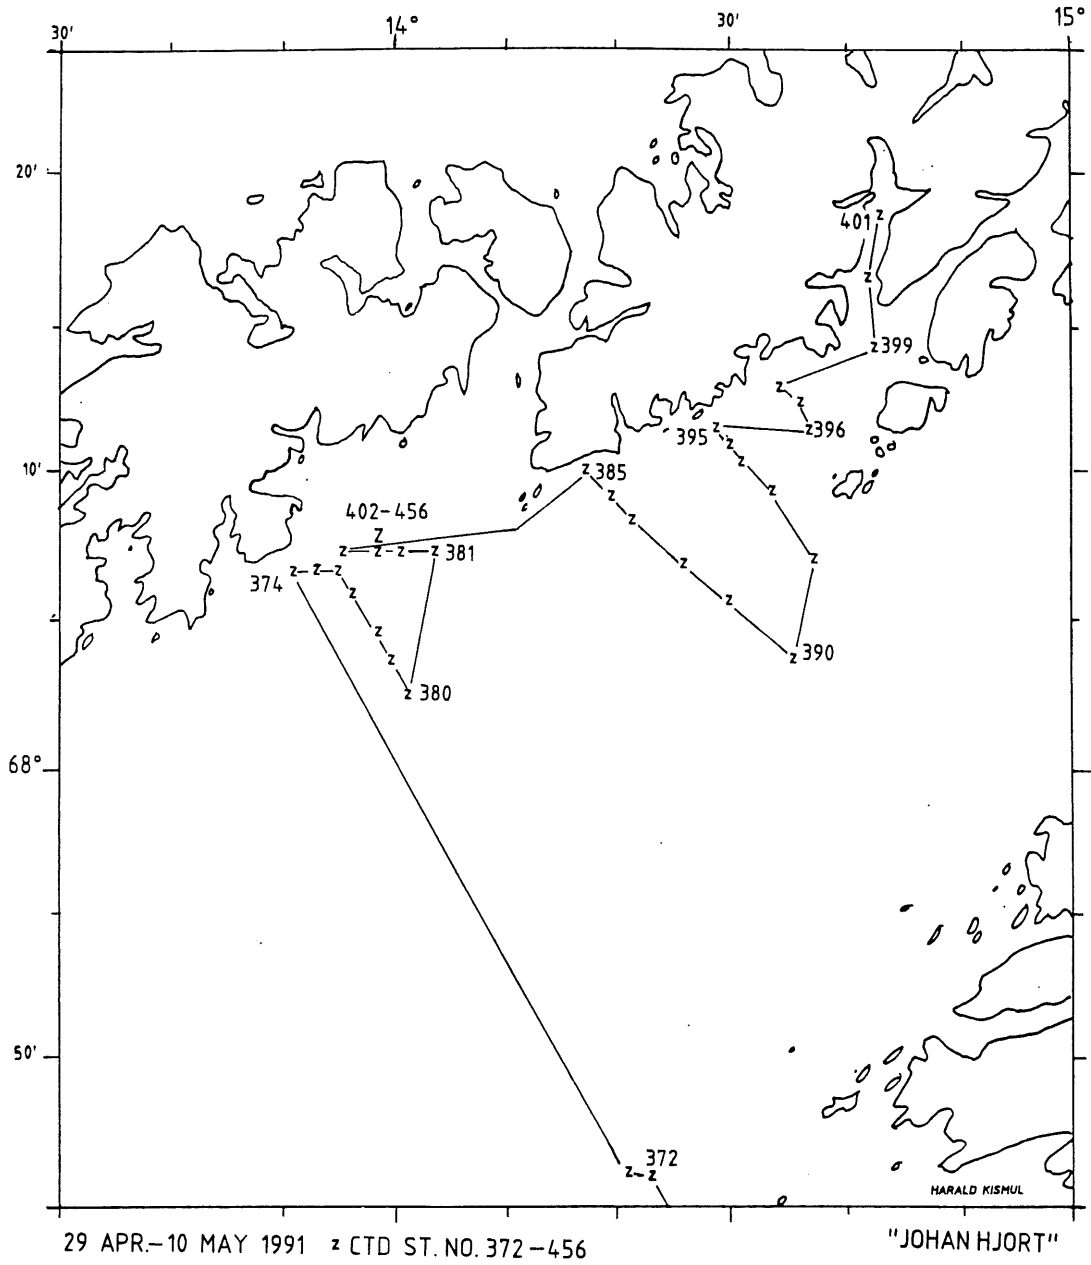 30' 14° 30' 15°
20'
401 z
z
z 399
z
z
395 z z 396
z
10' z 385 z
z z
402-456 z
z
z z-z z 381 z z
374 z-z-z
z z
z
z z 390
z 380
68°
50'
372
z-z
HARALD KISMUL
29 APR.-10 MAY 1991 z CTD ST. NO. 372-456 "JOHAN HJORT"